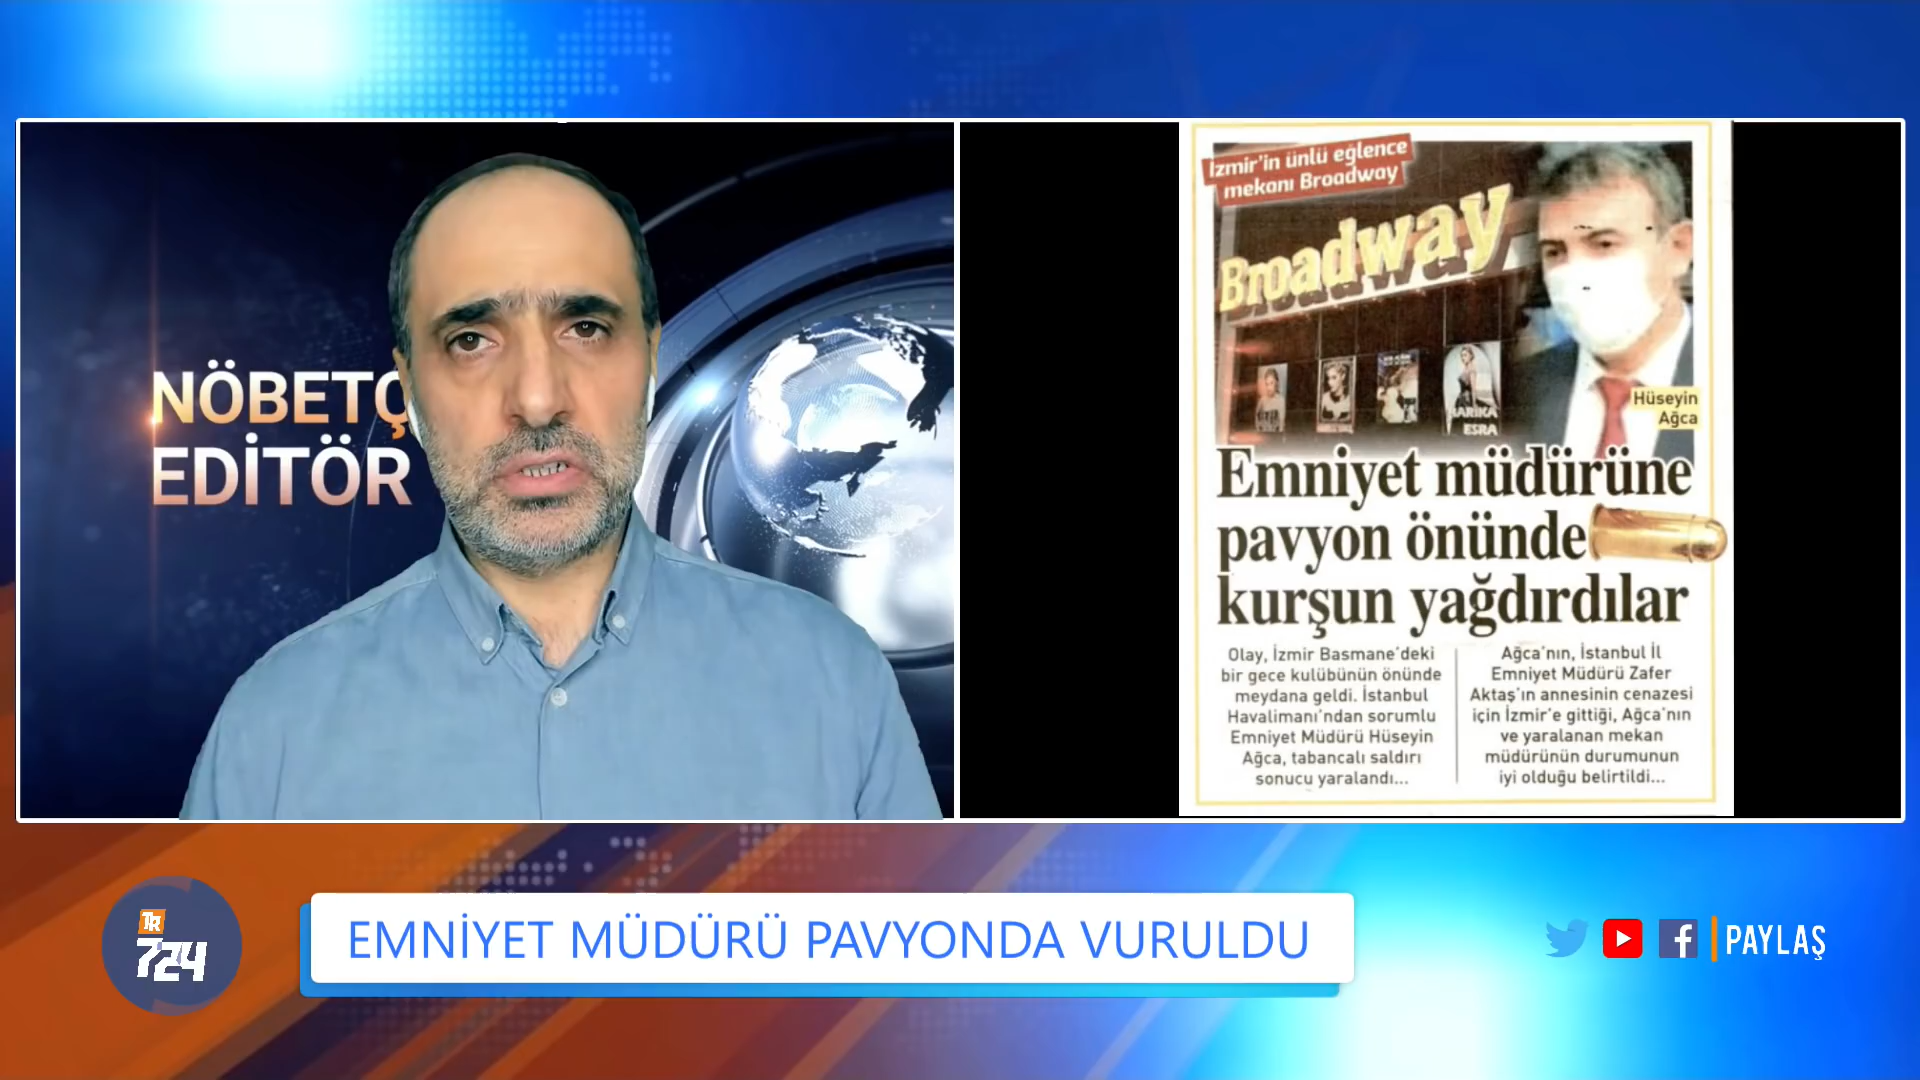 NÖBETÇ
EDİTÖR
İzmir'in ünlü eğlence
mekanı Broadway
Broadway
HARİKA
ESRA
Hüseyin
Ağca
Emniyet müdürüne
pavyon önünde
kurşun yağdırdılar
Olay, İzmir Basmane'deki
bir gece kulübünün önünde
meydana geldi. İstanbul
Havalimanı'ndan sorumlu
Emniyet Müdürü Hüseyin
Ağca, tabancalı saldırı
sonucu yaralandı...
Ağca'nın, İstanbul İl
Emniyet Müdürü Zafer
Aktaş'ın annesinin cenazesi
için İzmir'e gittiği, Ağca'nın
ve yaralanan mekan
müdürünün durumunun
iyi olduğu belirtildi...
TR
724
EMNİYET MÜDÜRÜ PAVYONDA VURULDU
PAYLAŞ